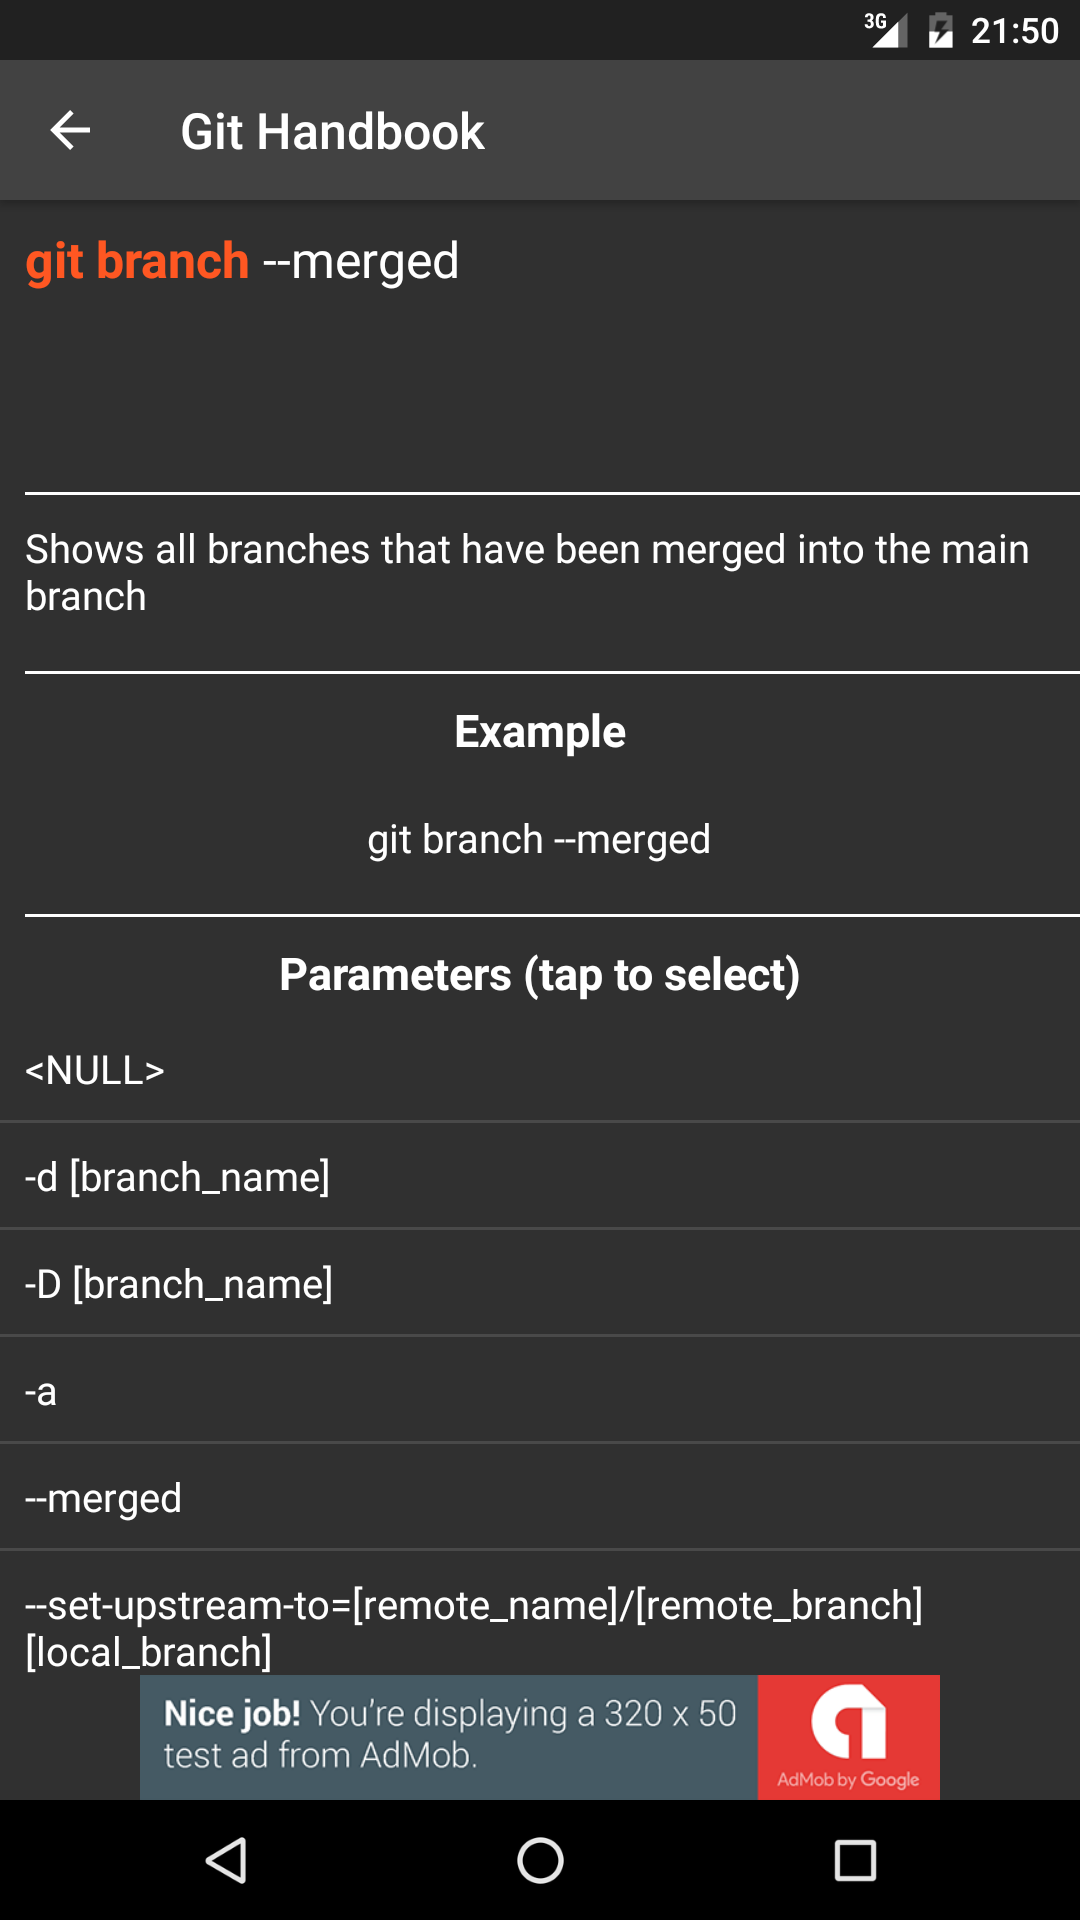 3G 21:50
Git Handbook
git branch --merged
Shows all branches that have been merged into the main
branch
Example
git branch --merged
Parameters (tap to select)
<NULL>
-d [branch_name]
-D [branch_name]
-a
--merged
--set-upstream-to=[remote_name]/[remote_branch]
[local_branch]
Nice job! You're displaying a 320 x 50
test ad from AdMob.
AdMob by Google